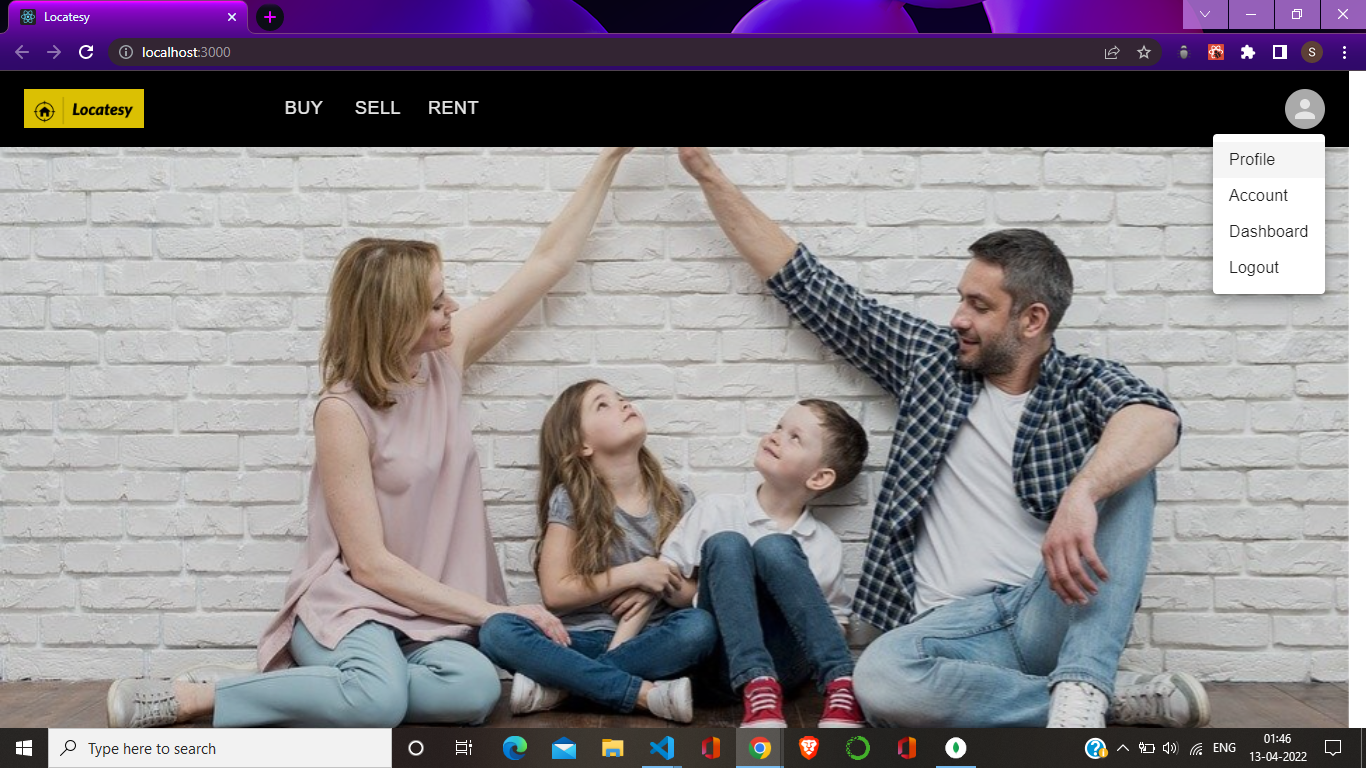 Locatesy
localhost:3000
S
Locatesy
BUY SELL RENT
Profile
Account
Dashboard
Logout
Type here to search
ENG
01:46
13-04-2022